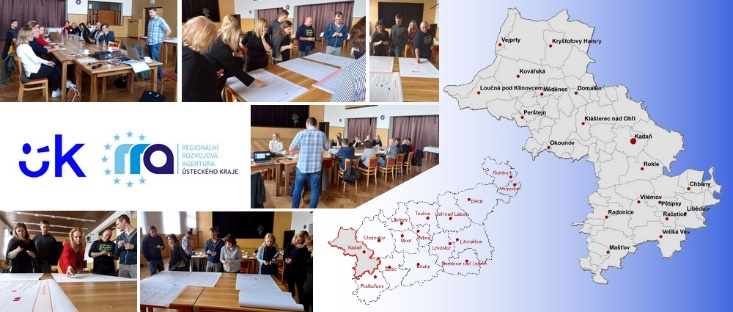 úk
rra
REGIONÁLNÍ
ROZVOJOVÁ
AGENTURA
ÚSTECKÉHO KRAJE
Vejprty
Kryštofovy Hamry
Kovářská
Loučná pod Klínovcem
Měděnec
Domašín
Perštejn
Klášterec nad Ohří
Okounov
Kadaň
Rokle
Chbany
Vilémov
Pětipsy
Libědice
Radonice
Račetice
Veliká Ves
Mašťov
Rumburk
Varnsdorf
Děčín
Teplice
Ústí nad Labem
Litvínov
Bílina
Chomutov
Most
Kadaň
Litoměřice
Lovosice
Roudnice nad Labem
Žatec
Louny
Podbořany